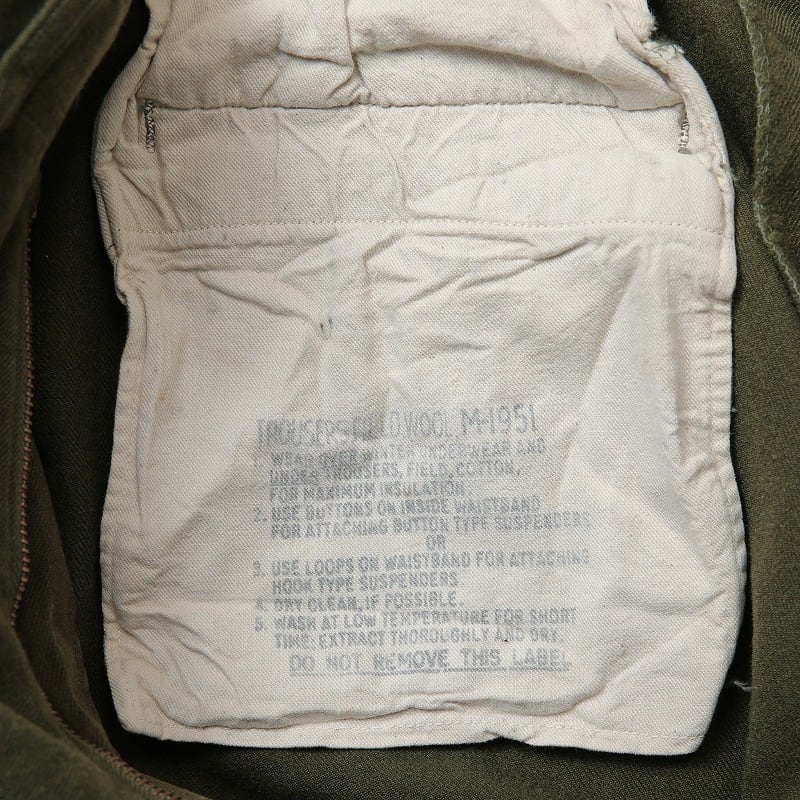 TROUSERS FIELD WOOL M-1951
1. WEAR OVER WINTER UNDERWEAR AND
UNDER TROUSERS, FIELD, COTTON,
FOR MAXIMUM INSULATION.
2. USE BUTTONS ON INSIDE WAISTBAND
FOR ATTACHING BUTTON TYPE SUSPENDERS
OR
3. USE LOOPS ON WAISTBAND FOR ATTACHING
HOOK TYPE SUSPENDERS.
4. DRY CLEAN, IF POSSIBLE.
5. WASH AT LOW TEMPERATURE FOR SHORT
TIME. EXTRACT THOROUGHLY AND DRY.
DO NOT REMOVE THIS LABEL